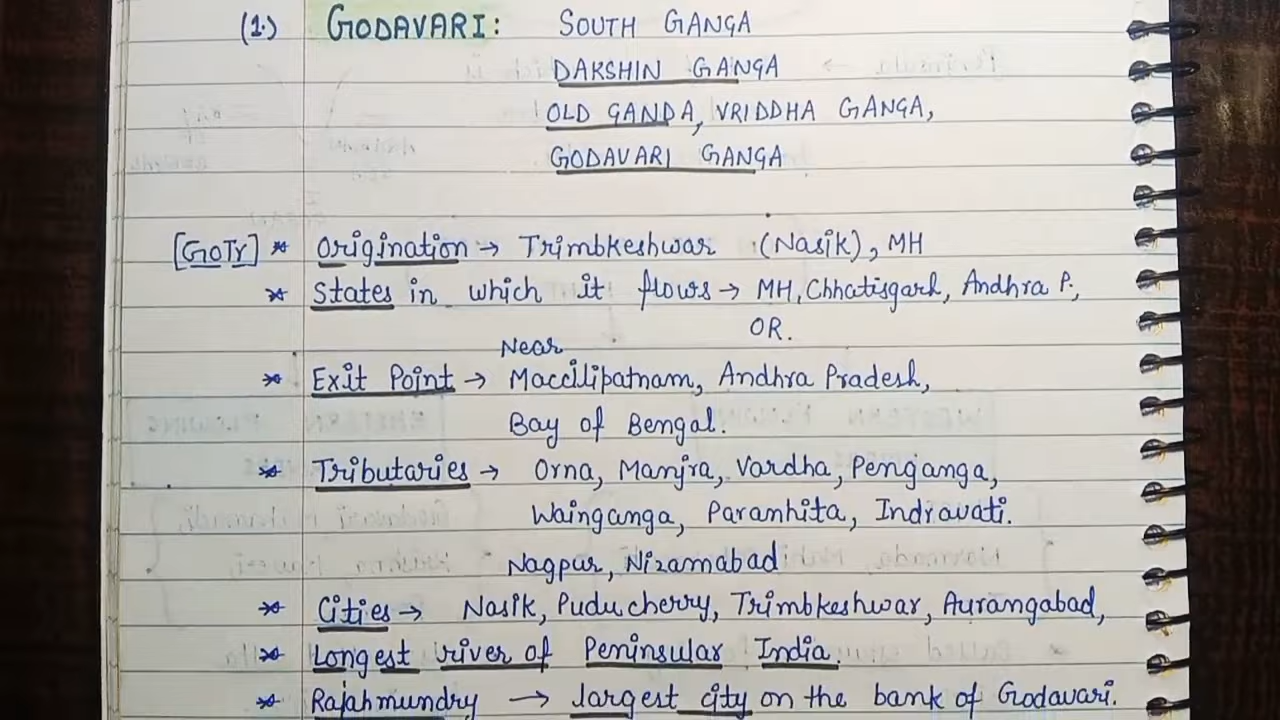 (1.) GODAVARI: SOUTH GANGA
DAKSHIN GANGA
OLD GANDA, VRIDDHA GANGA,
GODAVARI GANGA
[GOTY] * Origination → Trimbkeshwar (Nasik), MH
* States in which it flows → MH, Chhatisgarh, Andhra P.,
OR.
Near
* Exit Point → Maccilipatnam, Andhra Pradesh,
Bay of Bengal.
* Tributaries → Orna, Manjra, Vardha, Penganga,
Wainganga, Paranhita, Indravati.
Nagpur, Nizamabad
* Cities → Nasik, Puducherry, Trimbkeshwar, Aurangabad,
* Longest river of Peninsular India.
* Rajahmundry → largest city on the bank of Godavari.